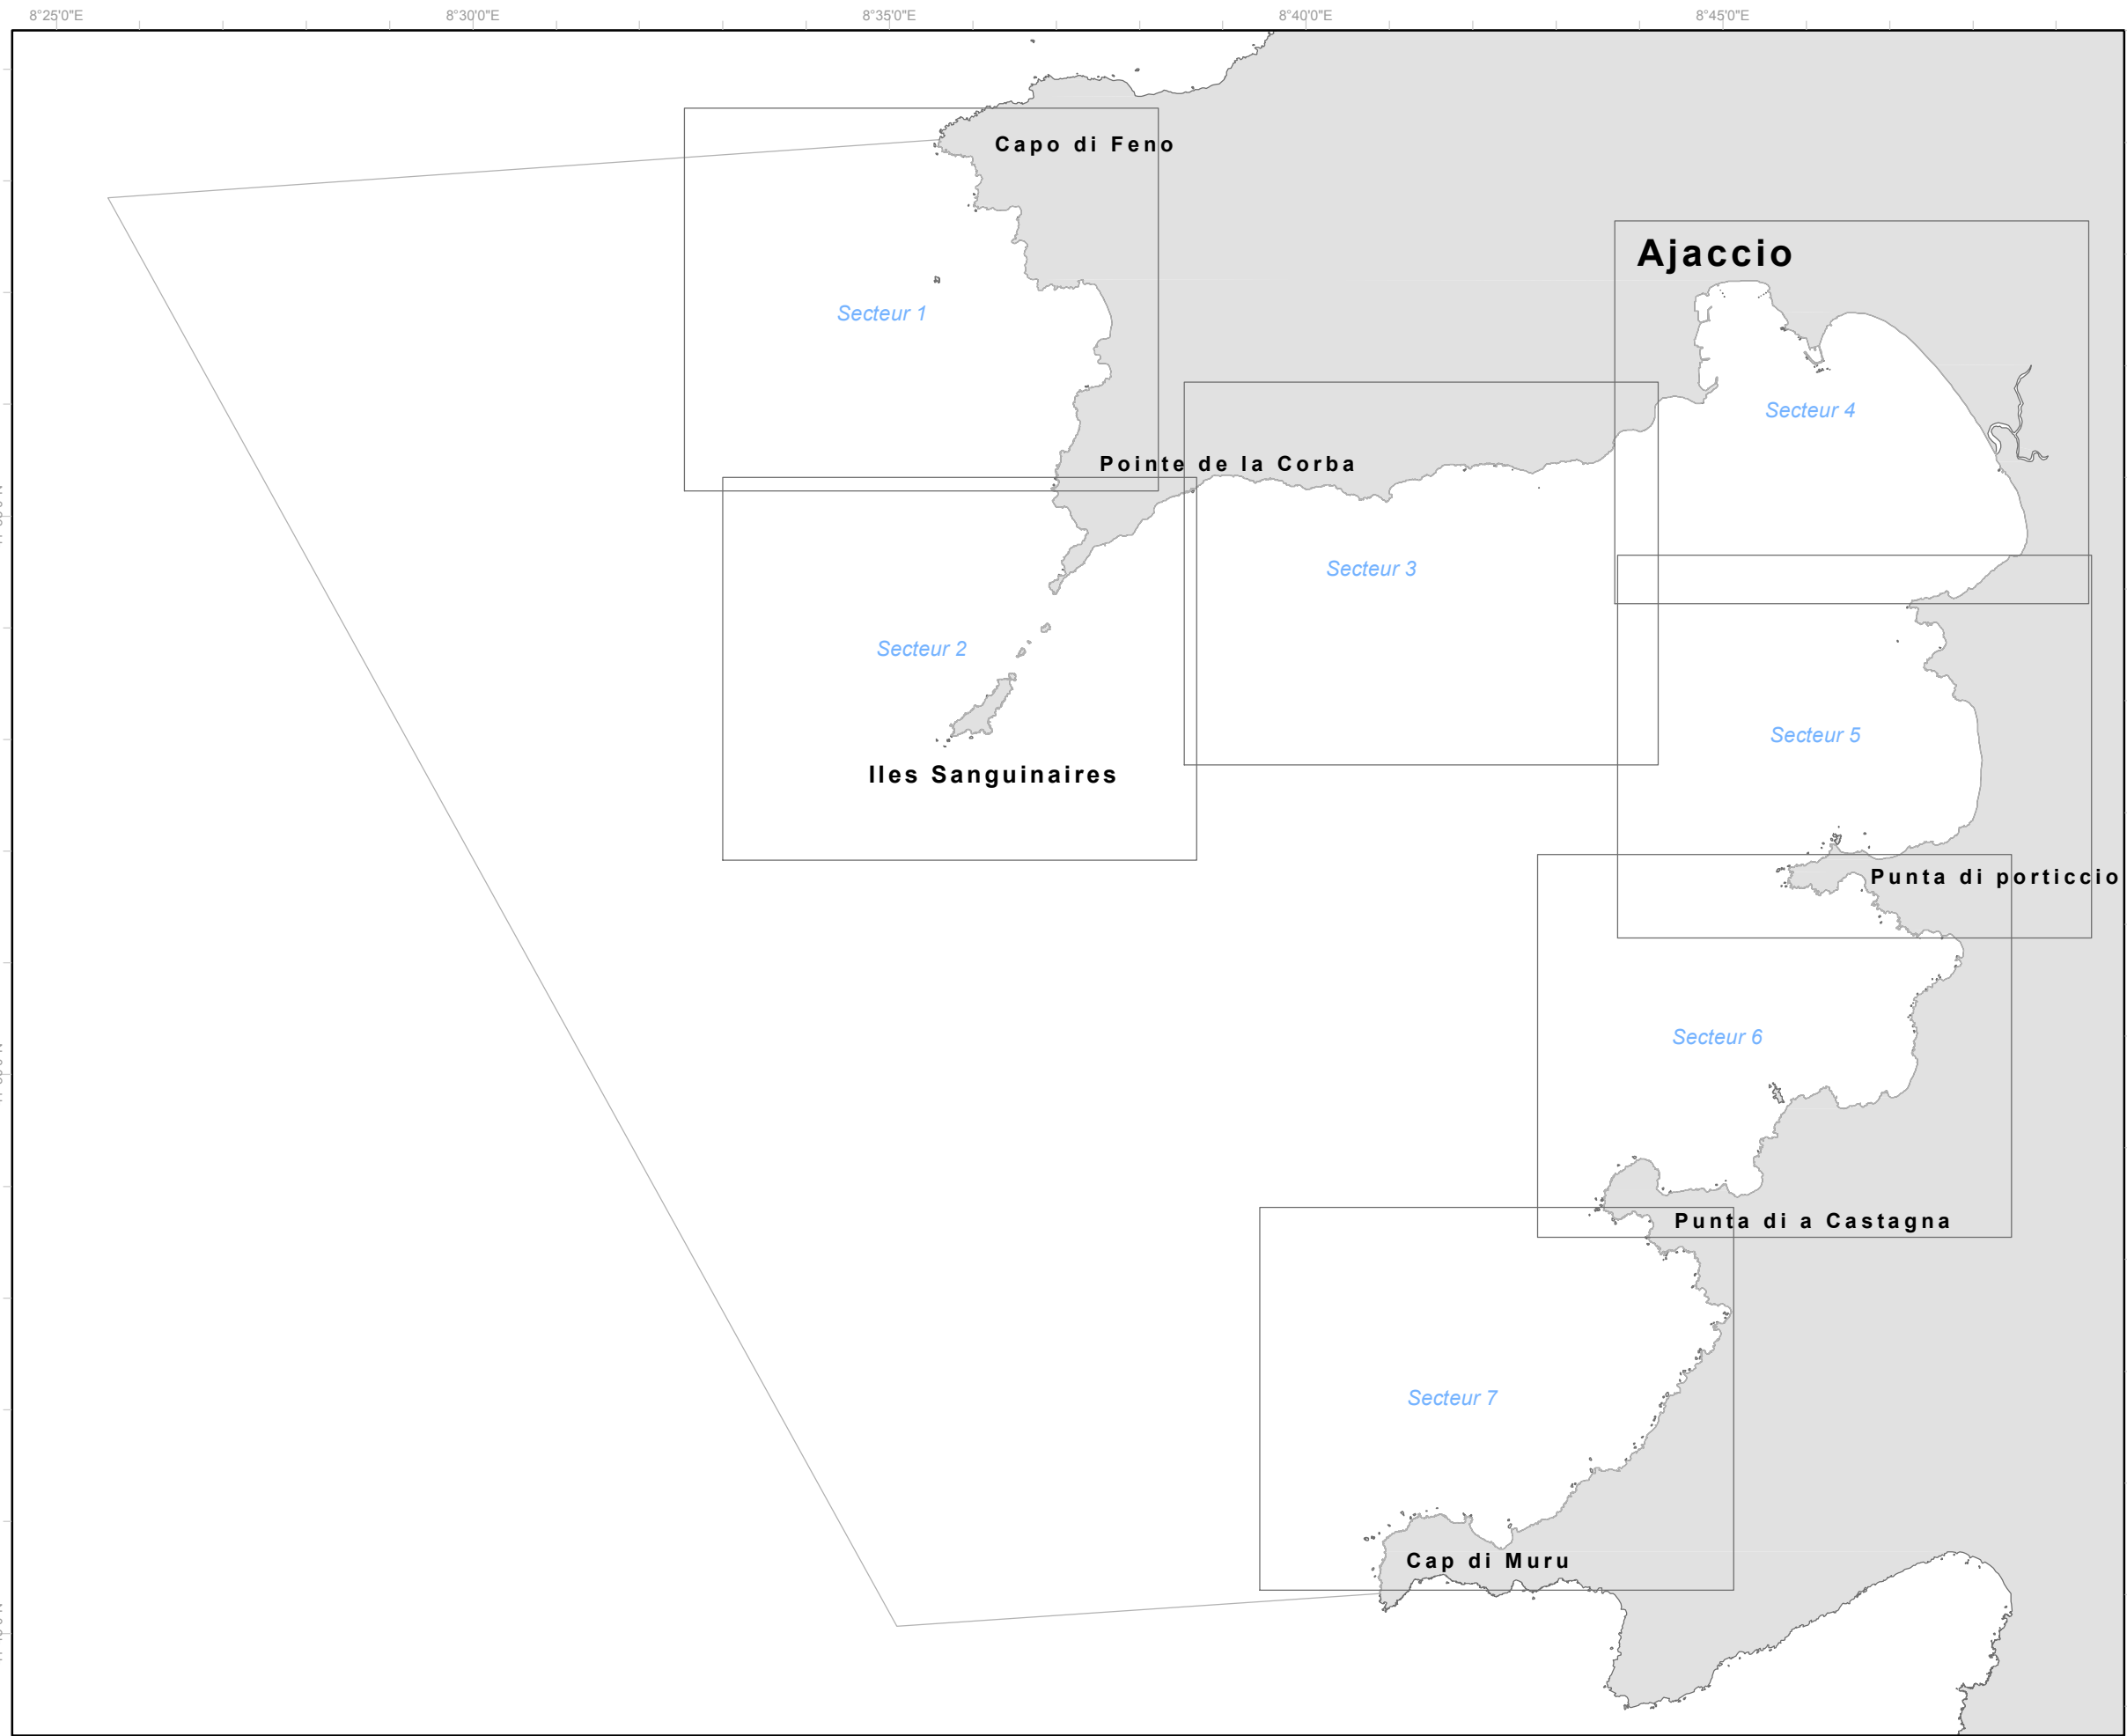 8°25'0"E
8°30'0"E
8°35'0"E
8°40'0"E
8°45'0"E
Capo di Feno
Ajaccio
Secteur 1
Secteur 4
Pointe de la Corba
Secteur 3
Secteur 2
Secteur 5
Iles Sanguinaires
Punta di porticcio
Secteur 6
Punta di a Castagna
Secteur 7
Cap di Muru